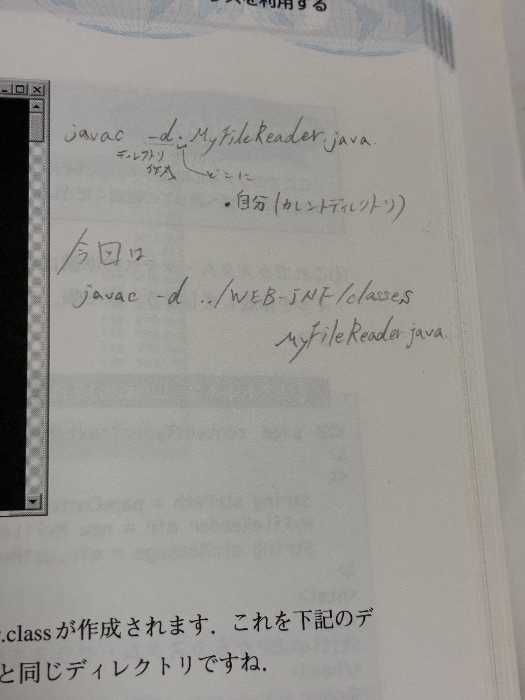 スを利用する
javac -d . MyFileReader.java
ディレクトリ
作成
どこに
・自分(カレントディレクトリ)
今回は
javac -d ../WEB-INF/classes
MyFileReader.java
.classが作成されます．これを下記のデ
と同じディレクトリですね．